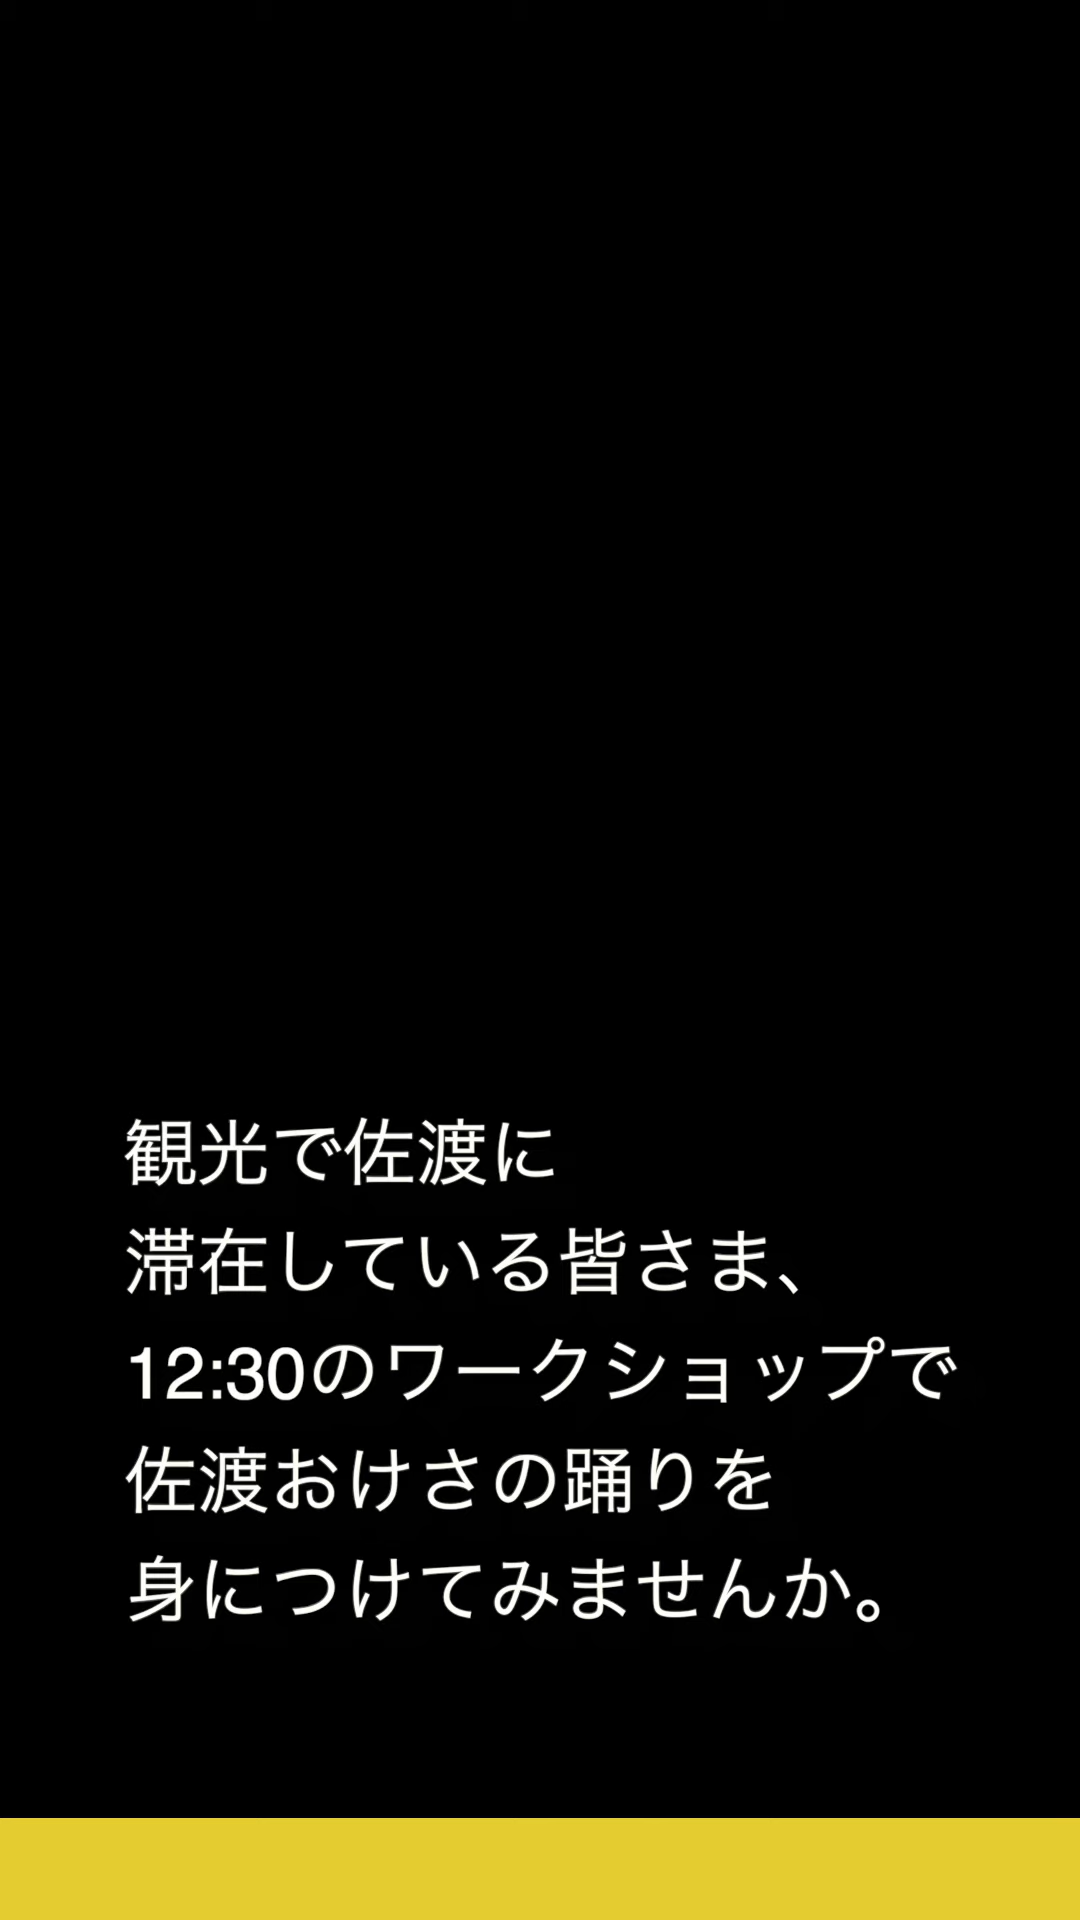 観光で佐渡に
滞在している皆さま、
12:30のワークショップで
佐渡おけさの踊りを
身につけてみませんか。